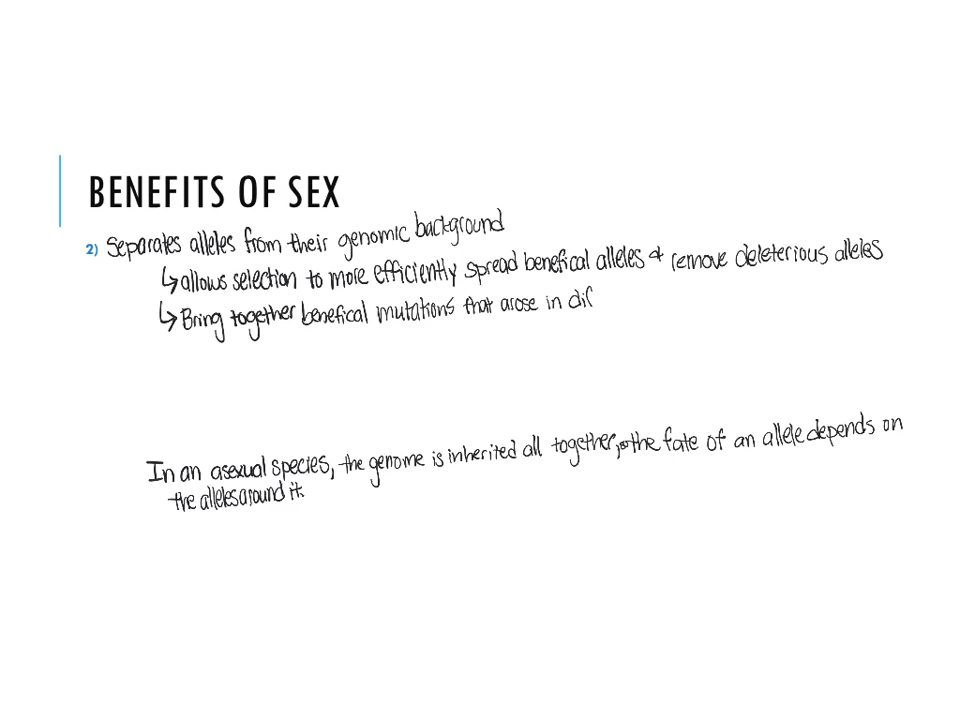 BENEFITS OF SEX
2) Separates alleles from their genomic background
↳ allows selection to more efficiently spread benefical alleles & remove deleterious alleles
↳ Bring together benefical mutations that arose in dif
In an asexual species, the genome is inherited all together, so the fate of an allele depends on
the alleles around it.